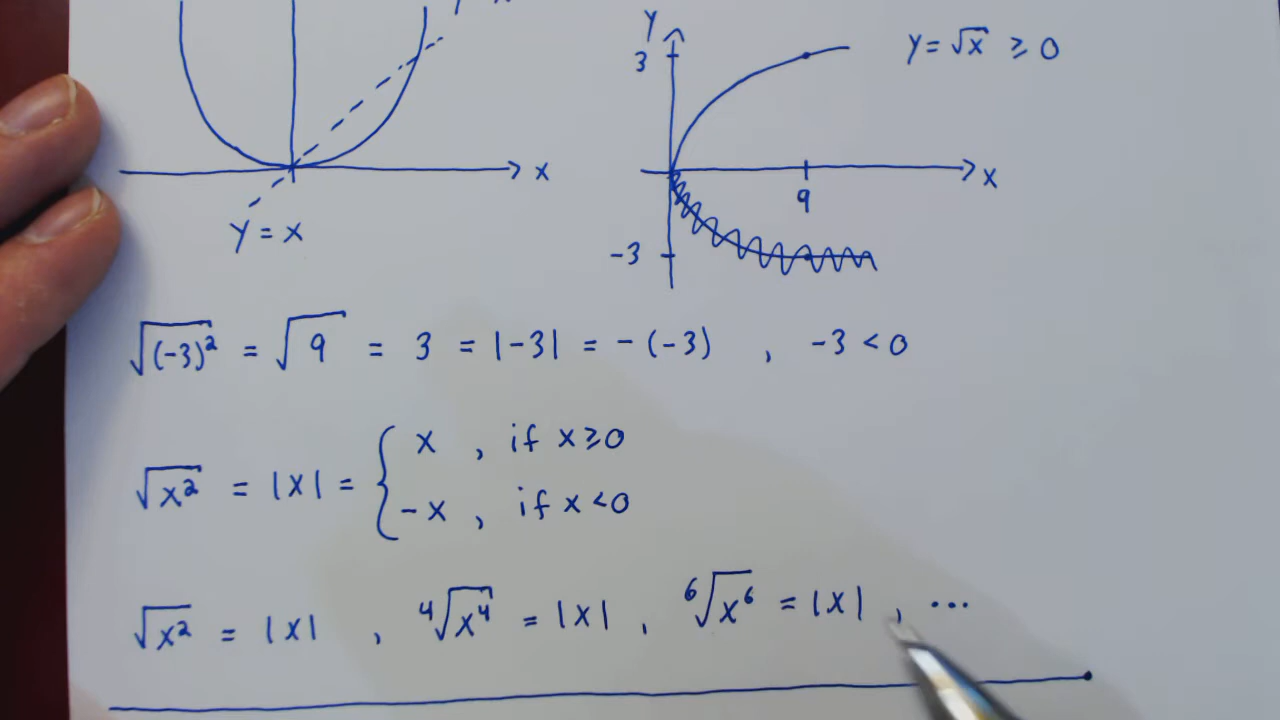 y
3
y = √x ≥ 0
x
x
9
y = x
-3
√(-3)² = √9 = 3 = |-3| = -(-3) , -3 < 0
√x² = |x| = { x , if x ≥ 0
-x , if x < 0
√x² = |x| , ⁴√x⁴ = |x| , ⁶√x⁶ = |x| , ...